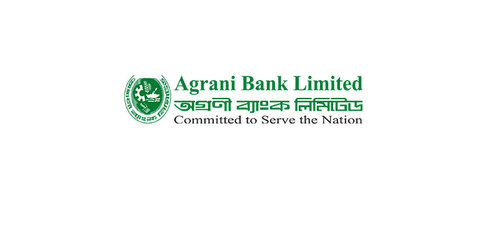 Agrani Bank Limited
অগ্রণী ব্যাংক লিমিটেড
Committed to Serve the Nation